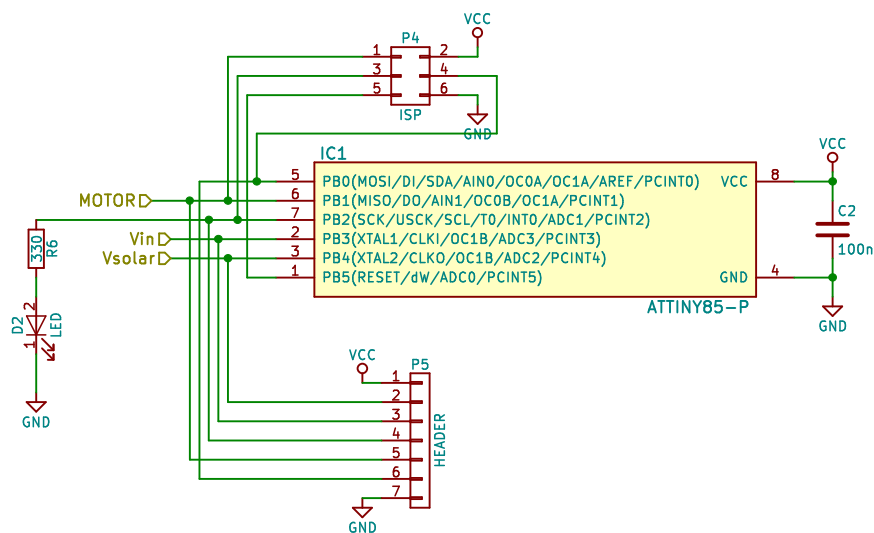 VCC
P4
1 2
3 4
5 6
ISP
GND
IC1
VCC
5 PB0(MOSI/DI/SDA/AIN0/OC0A/OC1A/AREF/PCINT0) VCC 8
MOTOR 6 PB1(MISO/DO/AIN1/OC0B/OC1A/PCINT1)
7 PB2(SCK/USCK/SCL/T0/INT0/ADC1/PCINT2)
C2
Vin 2 PB3(XTAL1/CLKI/OC1B/ADC3/PCINT3)
330 R6
100n
Vsolar 3 PB4(XTAL2/CLKO/OC1B/ADC2/PCINT4)
1 PB5(RESET/dW/ADC0/PCINT5) GND 4
ATTINY85-P
GND
2
D2 LED
1
GND
VCC
P5
1
2
3
4
5
6
7
HEADER
GND